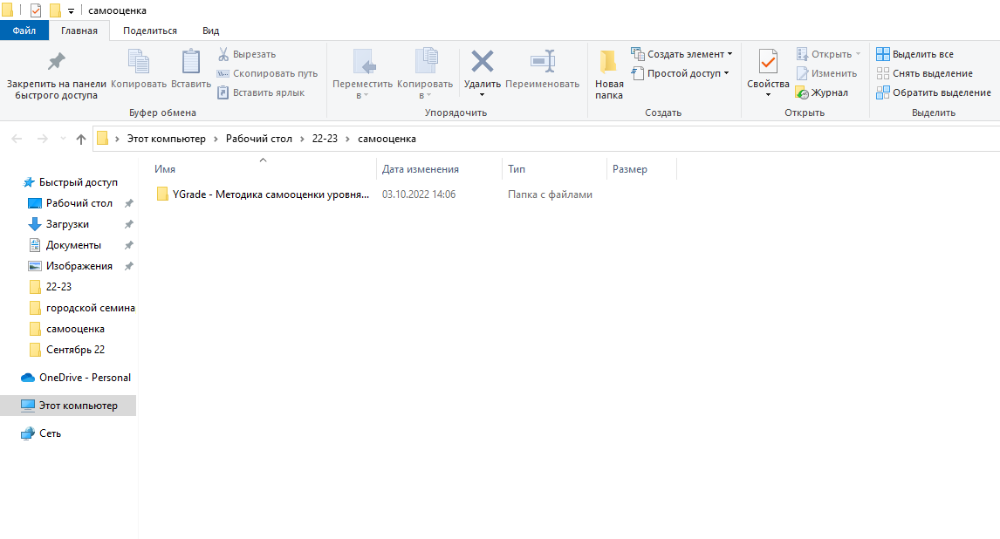 самооценка
Файл Главная Поделиться Вид
Закрепить на панели быстрого доступа
Копировать
Вставить
Вырезать
Скопировать путь
Вставить ярлык
Буфер обмена
Переместить в
Копировать в
Удалить
Переименовать
Упорядочить
Новая папка
Создать элемент
Простой доступ
Создать
Свойства
Открыть
Изменить
Журнал
Открыть
Выделить все
Снять выделение
Обратить выделение
Выделить
Этот компьютер › Рабочий стол › 22-23 › самооценка
Имя Дата изменения Тип Размер
YGrade - Методика самооценки уровня... 03.10.2022 14:06 Папка с файлами
Быстрый доступ
Рабочий стол
Загрузки
Документы
Изображения
22-23
городской семина
самооценка
Сентябрь 22
OneDrive - Personal
Этот компьютер
Сеть